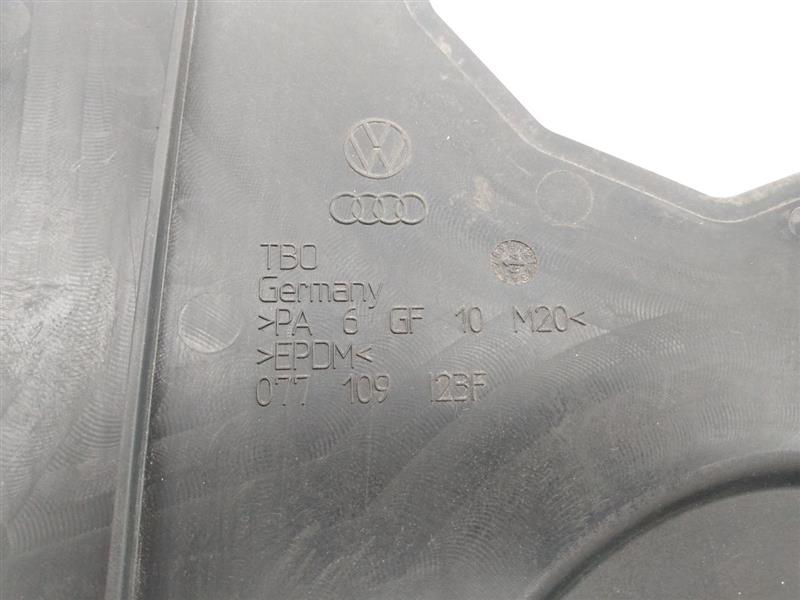 TBO
Germany
>PA 6 GF 10 M20<
>EPDM<
077 109 123F